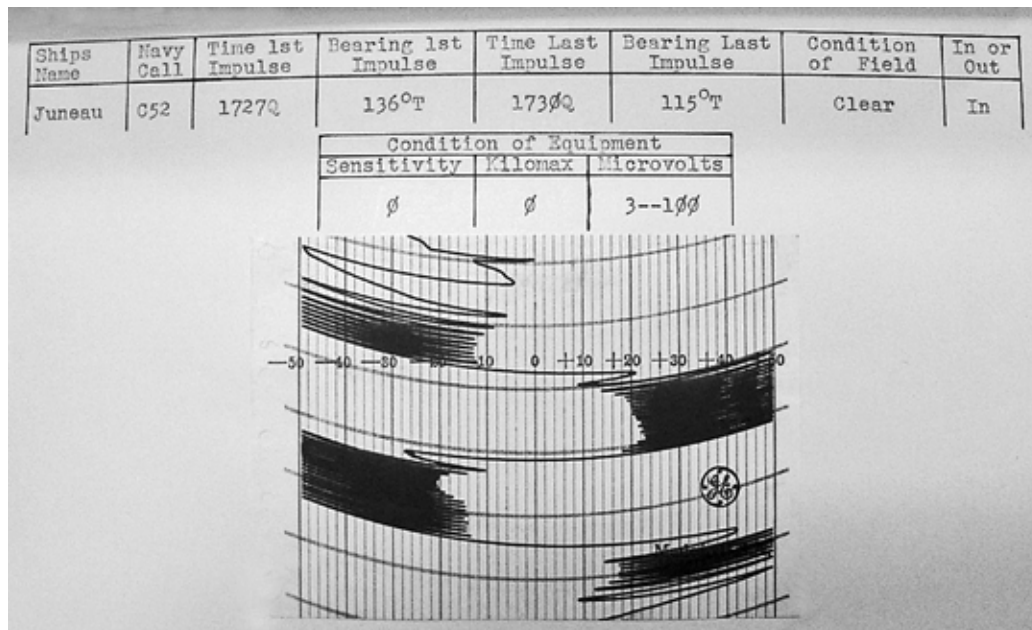 Ships Name Navy Call Time 1st Impulse Bearing 1st Impulse Time Last Impulse Bearing Last Impulse Condition of Field In or Out
Juneau C52 1727Q 136°T 173ØQ 115°T Clear In
Condition of Equipment
Sensitivity Kilomax Microvolts
Ø Ø 3--1ØØ
-50 -40 -30 -20 -10 0 +10 +20 +30 +40 50
GE